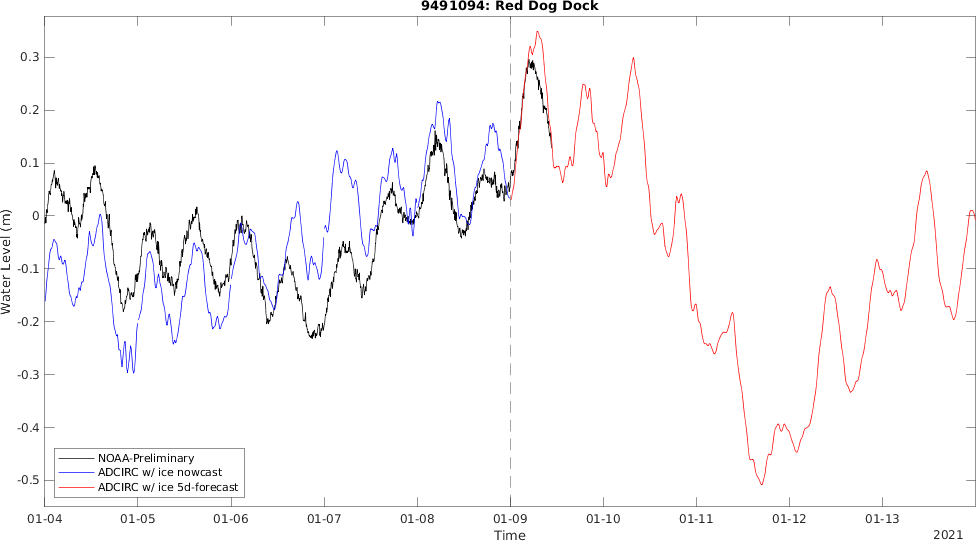 9491094: Red Dog Dock
0.3
0.2
0.1
0
-0.1
-0.2
-0.3
-0.4
-0.5
Water Level (m)
NOAA-Preliminary
ADCIRC w/ ice nowcast
ADCIRC w/ ice 5d-forecast
01-04 01-05 01-06 01-07 01-08 01-09 01-10 01-11 01-12 01-13
Time
2021